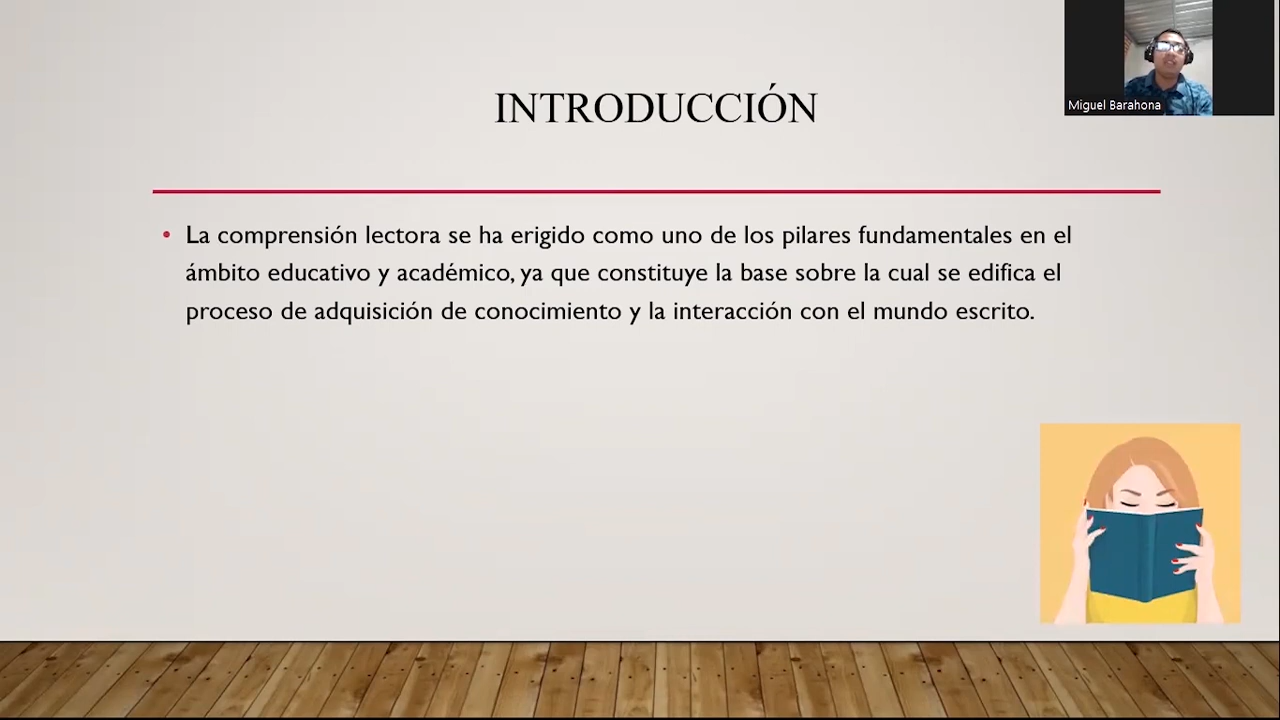 INTRODUCCIÓN
Miguel Barahona
• La comprensión lectora se ha erigido como uno de los pilares fundamentales en el
ámbito educativo y académico, ya que constituye la base sobre la cual se edifica el
proceso de adquisición de conocimiento y la interacción con el mundo escrito.